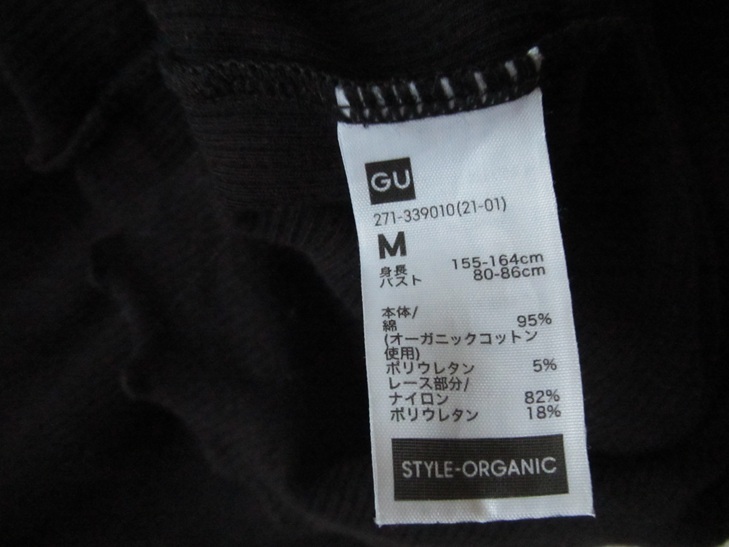 GU
271-339010(21-01)
M
身長 155-164cm
バスト 80-86cm
本体/
綿 95%
(オーガニックコットン
使用)
ポリウレタン 5%
レース部分/
ナイロン 82%
ポリウレタン 18%
STYLE-ORGANIC